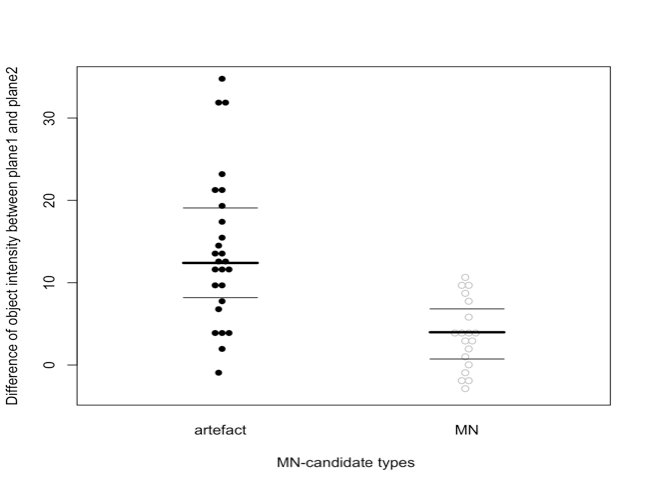 Difference of object intensity between plane1 and plane2
30
20
10
0
artefact MN
MN-candidate types